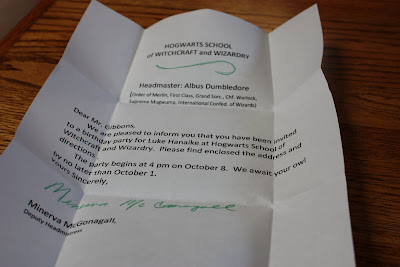 HOGWARTS SCHOOL
of WITCHCRAFT and WIZARDRY
Headmaster: Albus Dumbledore
(Order of Merlin, First Class, Grand Sorc., Chf. Warlock,
Supreme Mugwump, International Confed. of Wizards)
Dear Mr. Gibbons,
We are pleased to inform you that you have been invited
to a birthday party for Luke Hanaike at Hogwarts School of
Witchcraft and Wizardry. Please find enclosed the address and
directions.
The party begins at 4 pm on October 8. We await your owl
by no later than October 1.
Yours Sincerely,
Minerva McGonagall
Minerva McGonagall,
Deputy Headmistress